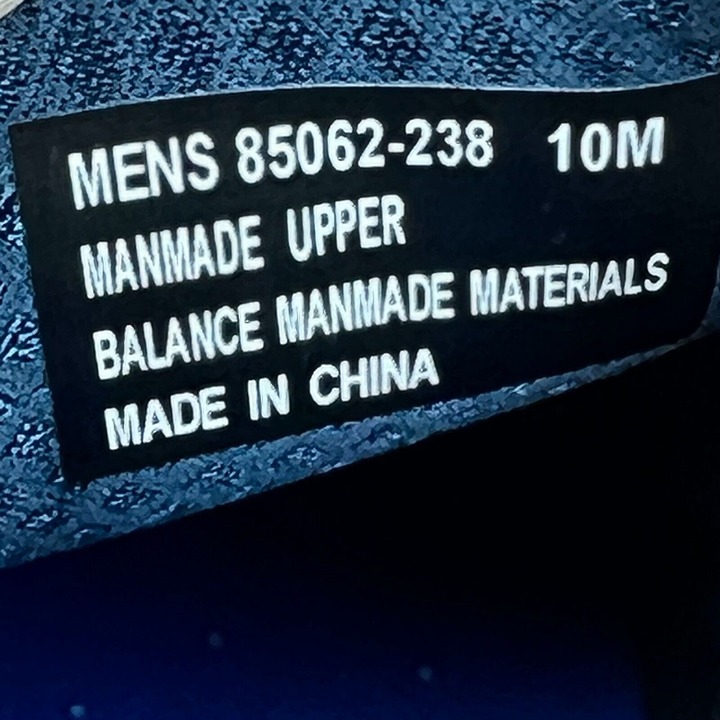 MENS 85062-238 10M
MANMADE UPPER
BALANCE MANMADE MATERIALS
MADE IN CHINA